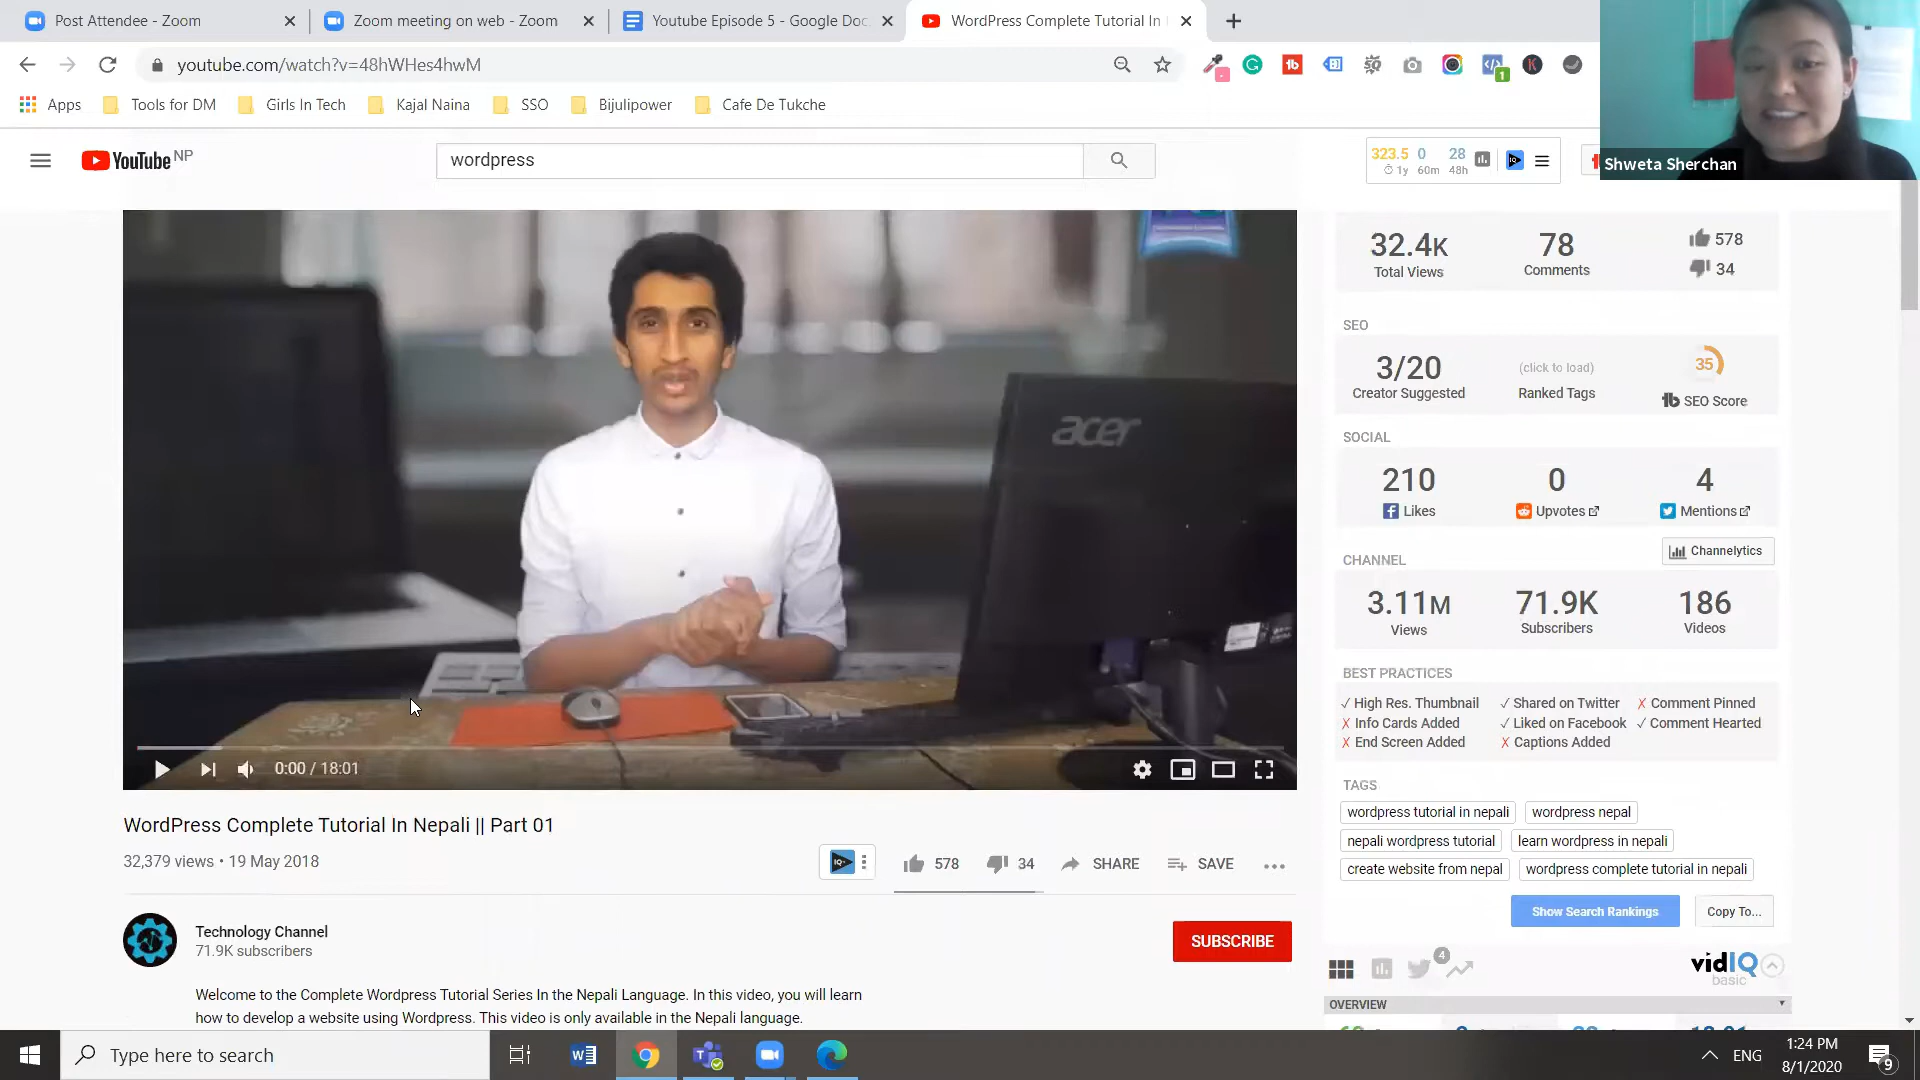 Post Attendee - Zoom
Zoom meeting on web - Zoom
Youtube Episode 5 - Google Doc
WordPress Complete Tutorial In
youtube.com/watch?v=48hWHes4hwM
Apps
Tools for DM
Girls In Tech
Kajal Naina
SSO
Bijulipower
Cafe De Tukche
Shweta Sherchan
YouTube NP
wordpress
323.5 0 28
1y 60m 48h
acer
0:00 / 18:01
WordPress Complete Tutorial In Nepali || Part 01
32,379 views • 19 May 2018
578
34
SHARE
SAVE
Technology Channel
71.9K subscribers
SUBSCRIBE
Welcome to the Complete Wordpress Tutorial Series In the Nepali Language. In this video, you will learn
how to develop a website using Wordpress. This video is only available in the Nepali language.
32.4K 78 578
Total Views Comments 34
SEO
3/20 (click to load) 35
Creator Suggested Ranked Tags tb SEO Score
SOCIAL
210 0 4
Likes Upvotes Mentions
CHANNEL Channelytics
3.11M 71.9K 186
Views Subscribers Videos
BEST PRACTICES
✓ High Res. Thumbnail ✓ Shared on Twitter ✗ Comment Pinned
✗ Info Cards Added ✓ Liked on Facebook ✓ Comment Hearted
✗ End Screen Added ✗ Captions Added
TAGS
wordpress tutorial in nepali wordpress nepal
nepali wordpress tutorial learn wordpress in nepali
create website from nepal wordpress complete tutorial in nepali
Show Search Rankings Copy To...
4
vidIQ
basic
OVERVIEW
Type here to search
ENG
1:24 PM
8/1/2020
9